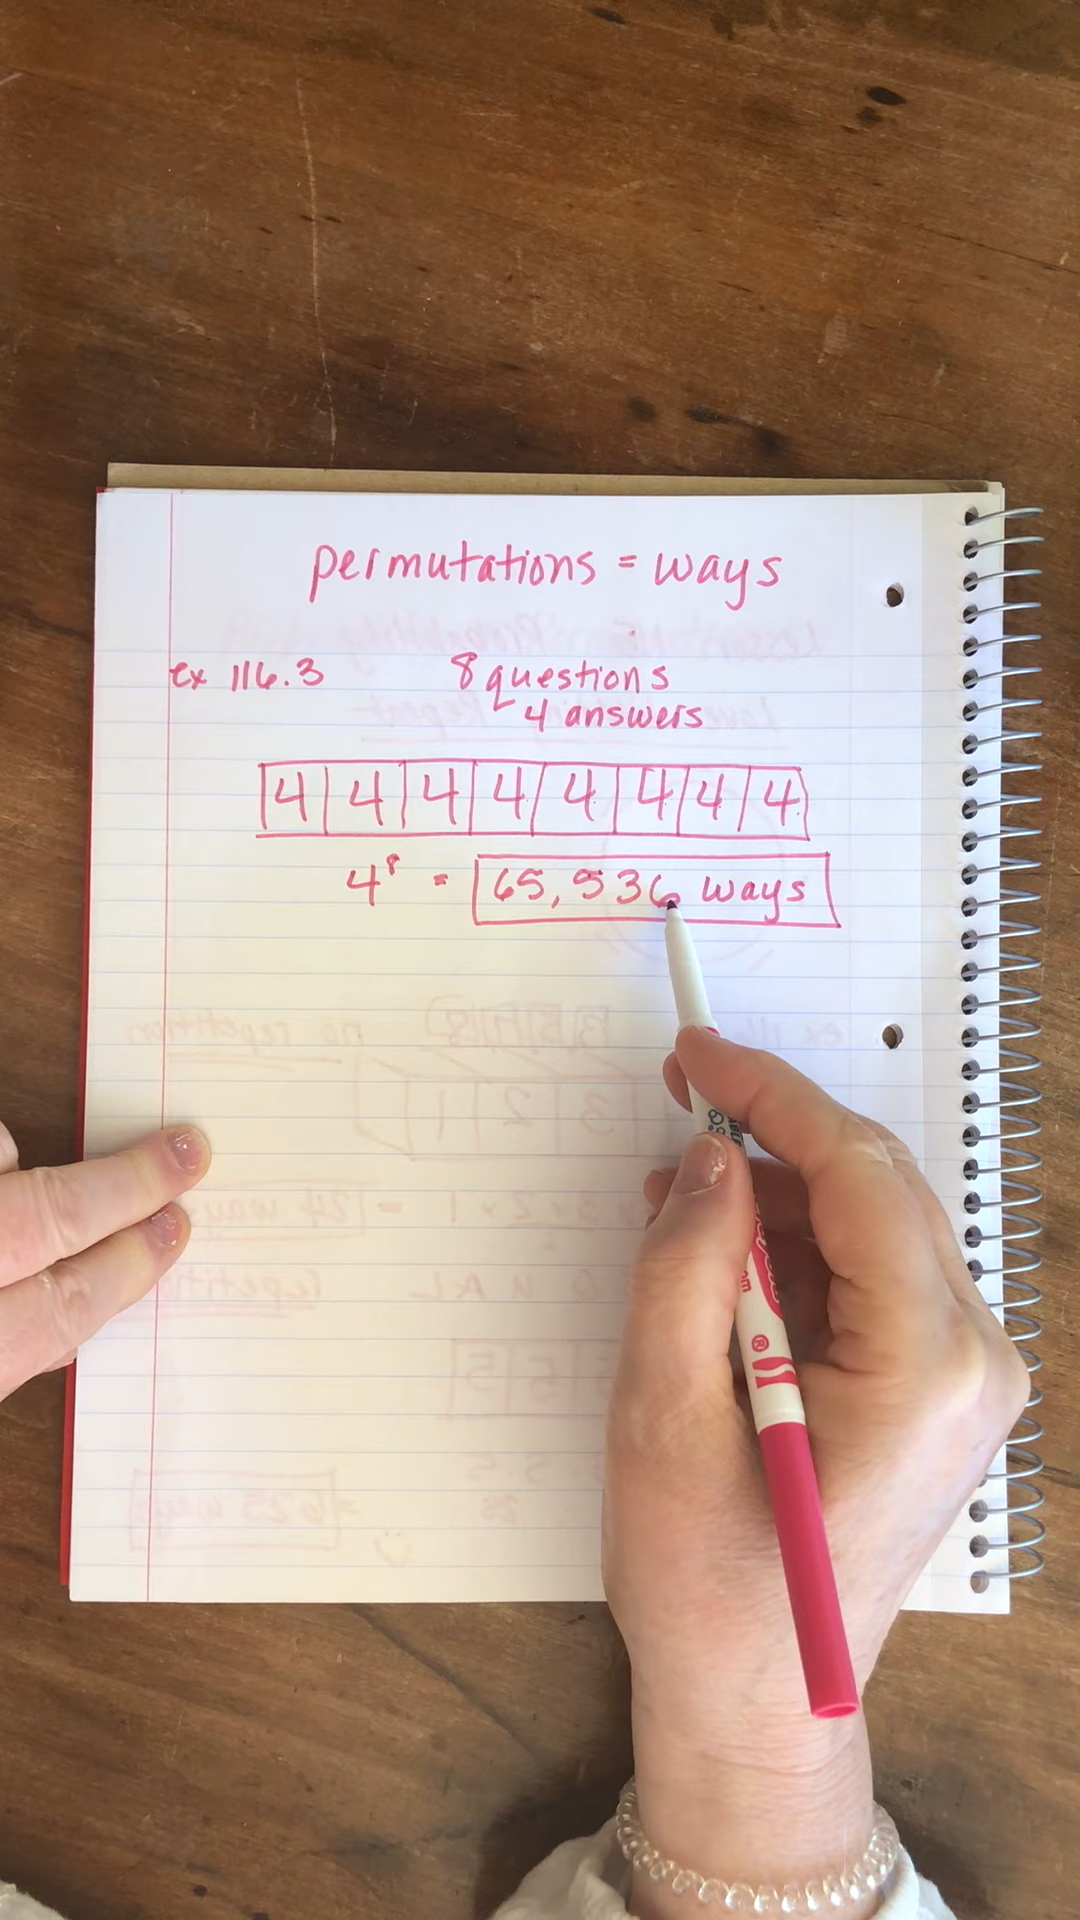 permutations = ways
ex 116.3
8 questions
4 answers
4 4 4 4 4 4 4 4
4⁸ = 65,536 ways